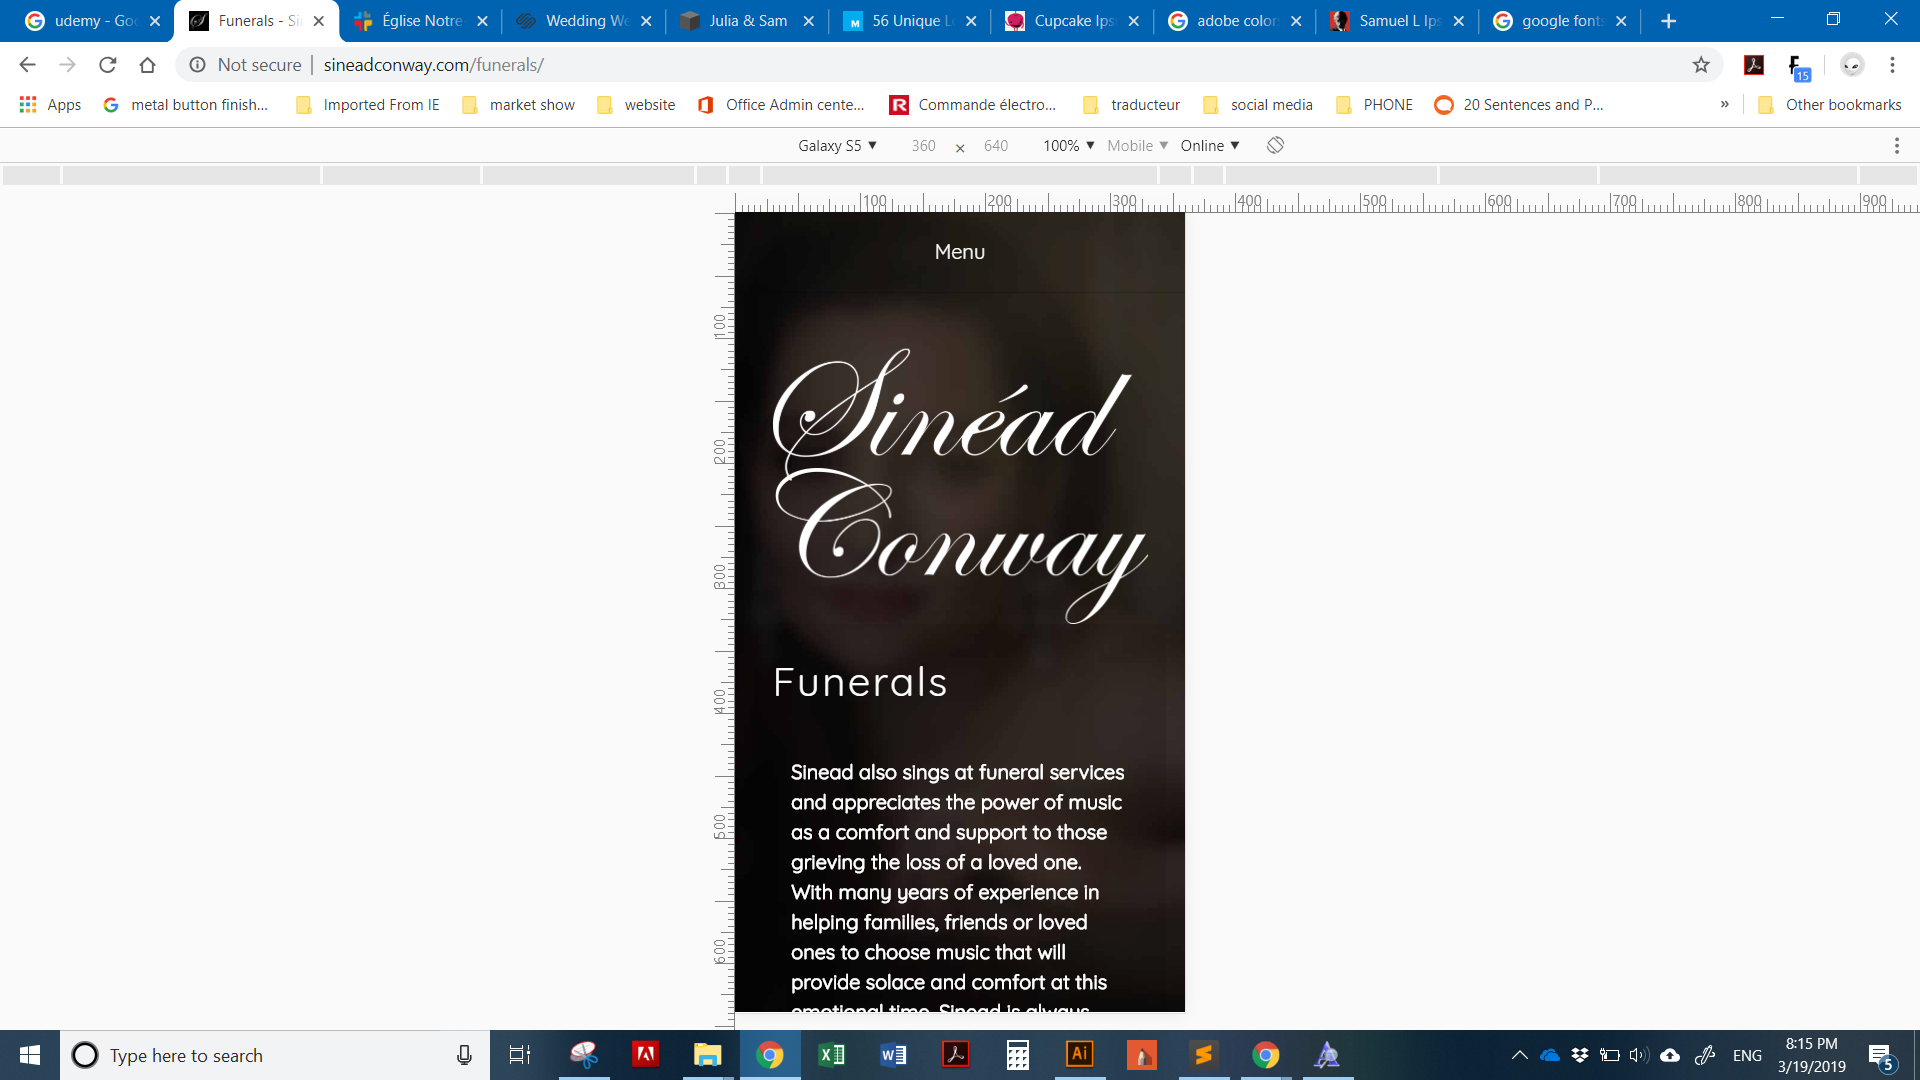 udemy - Goo
Funerals - Si
Église Notre-
Wedding We
Julia & Sam
56 Unique Lo
Cupcake Ips
adobe color
Samuel L Ips
google fonts
Not secure
sineadconway.com/funerals/
15
Apps
metal button finish...
Imported From IE
market show
website
Office Admin cente...
Commande électro...
traducteur
social media
PHONE
20 Sentences and P...
»
Other bookmarks
Galaxy S5 ▼ 360 × 640 100% ▼ Mobile ▼ Online ▼
100 200 300 400 500 600 700 800 900
100
200
300
400
500
600
Menu
Sinéad
Conway
Funerals
Sinead also sings at funeral services
and appreciates the power of music
as a comfort and support to those
grieving the loss of a loved one.
With many years of experience in
helping families, friends or loved
ones to choose music that will
provide solace and comfort at this
emotional time, Sinead is always
Type here to search
ENG
8:15 PM
3/19/2019
5